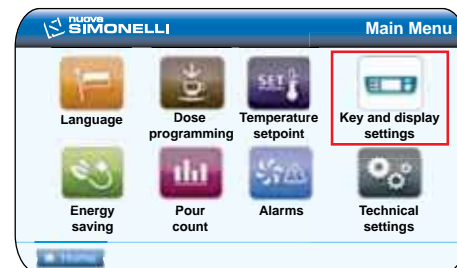 nuova
SIMONELLI
Main Menu
SET
Language
Dose programming
Temperature setpoint
Key and display settings
Energy saving
Pour count
Alarms
Technical settings
Home